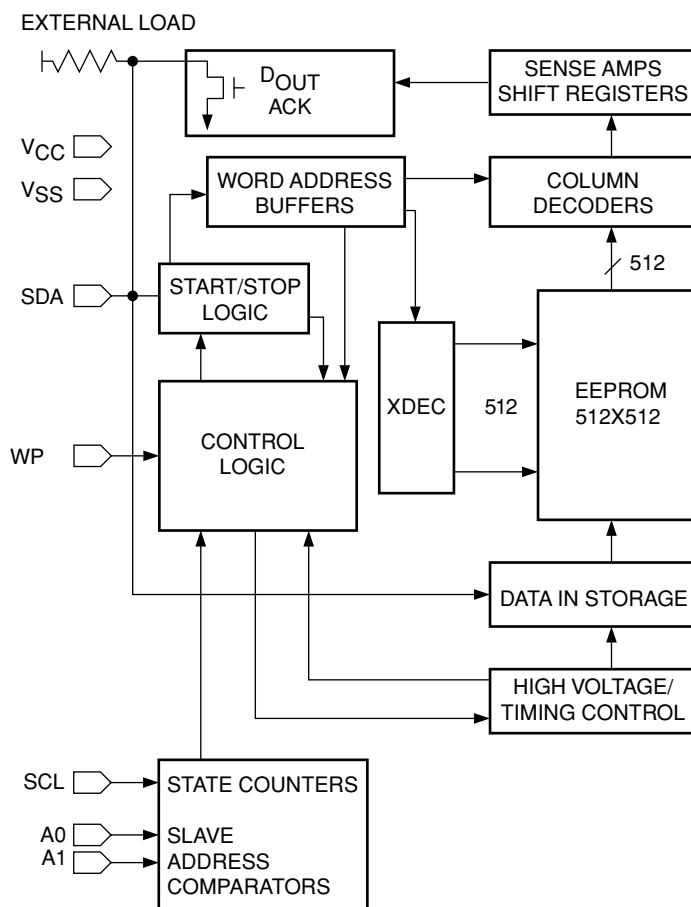 EXTERNAL LOAD
DOUT
ACK
SENSE AMPS
SHIFT REGISTERS
VCC
VSS
WORD ADDRESS
BUFFERS
COLUMN
DECODERS
512
SDA
START/STOP
LOGIC
XDEC
512
EEPROM
512X512
WP
CONTROL
LOGIC
DATA IN STORAGE
HIGH VOLTAGE/
TIMING CONTROL
SCL
STATE COUNTERS
A0
SLAVE
A1
ADDRESS
COMPARATORS